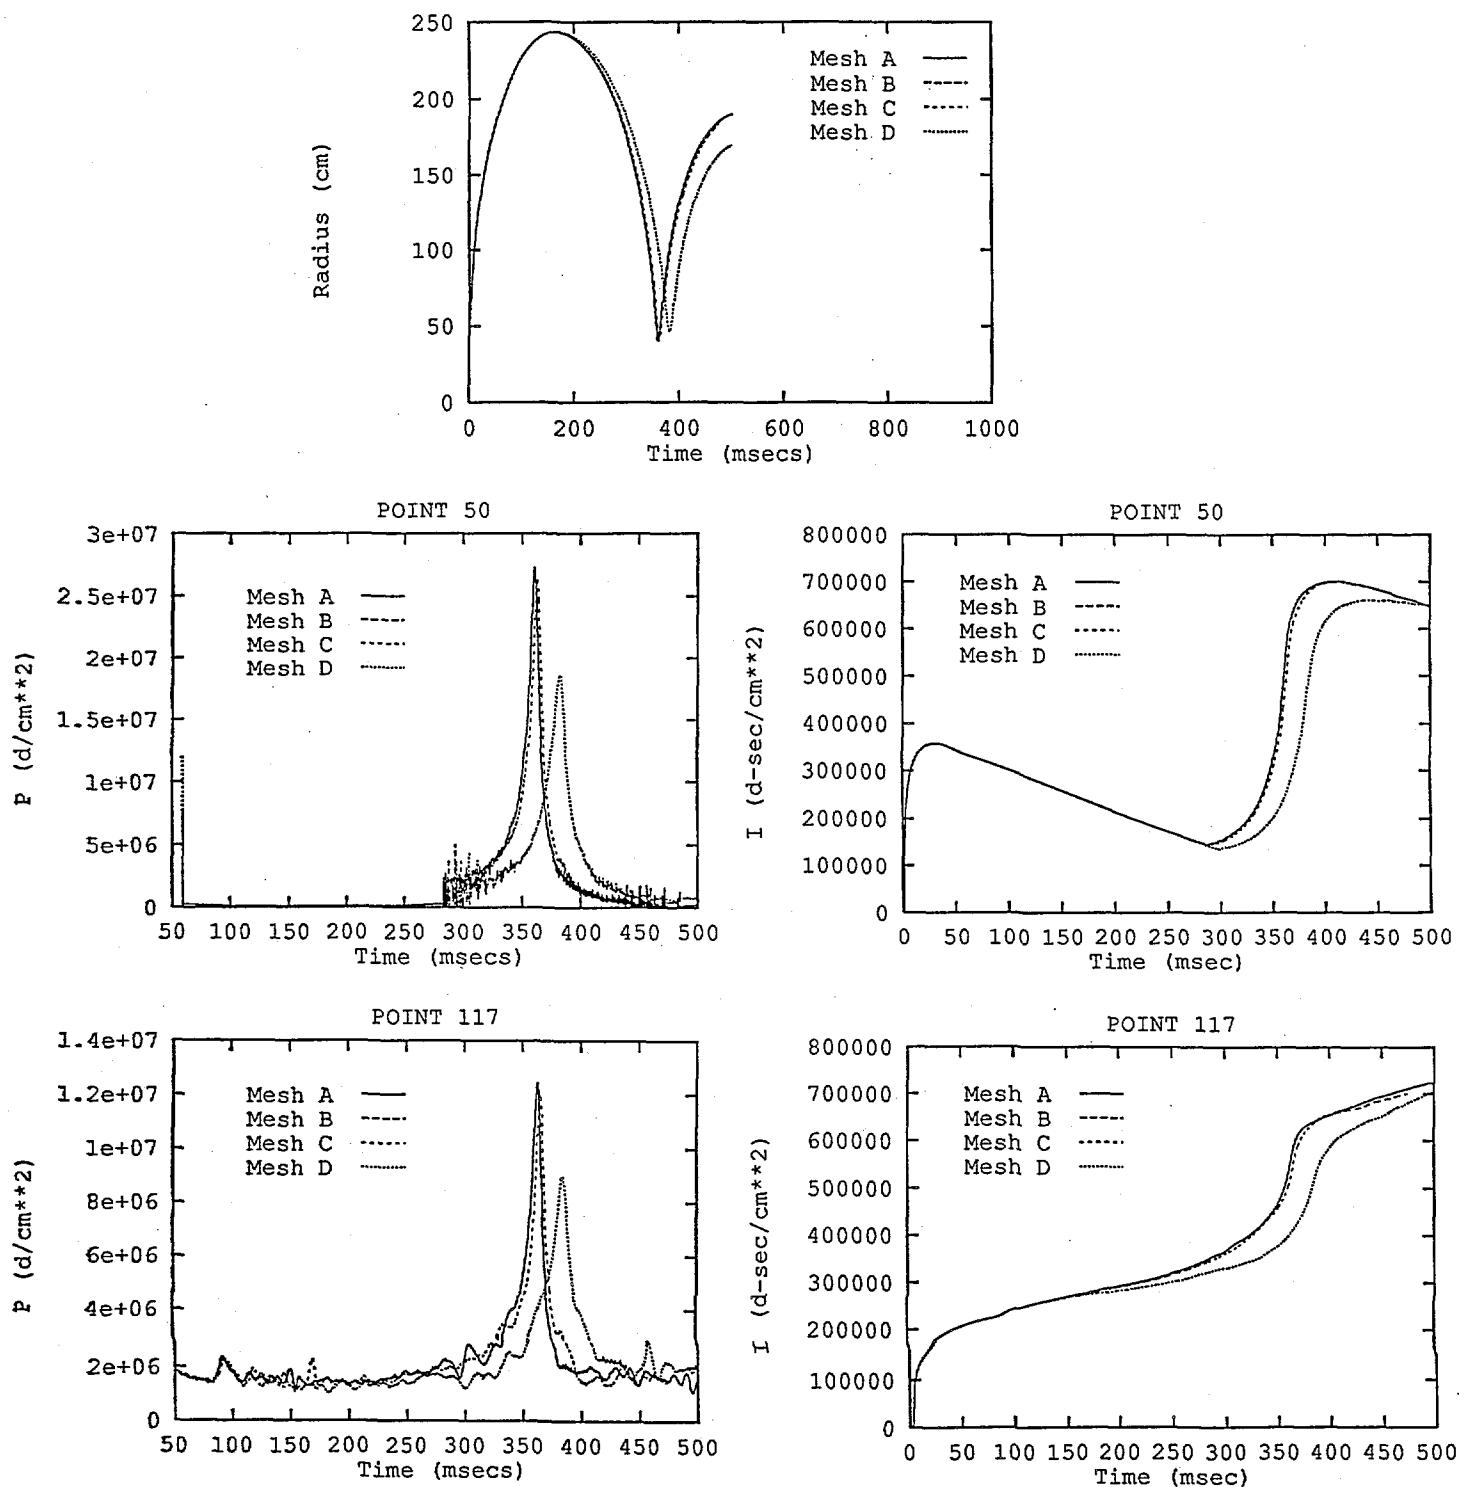 250
200
150
100
50
0
Radius (cm)
Mesh A
Mesh B
Mesh C
Mesh D
0 200 400 600 800 1000
Time (msecs)
POINT 50
3e+07
2.5e+07
2e+07
1.5e+07
1e+07
5e+06
0
P (d/cm**2)
Mesh A
Mesh B
Mesh C
Mesh D
50 100 150 200 250 300 350 400 450 500
Time (msecs)
POINT 50
800000
700000
600000
500000
400000
300000
200000
100000
0
I (d-sec/cm**2)
Mesh A
Mesh B
Mesh C
Mesh D
0 50 100 150 200 250 300 350 400 450 500
Time (msec)
POINT 117
1.4e+07
1.2e+07
1e+07
8e+06
6e+06
4e+06
2e+06
0
P (d/cm**2)
Mesh A
Mesh B
Mesh C
Mesh D
50 100 150 200 250 300 350 400 450 500
Time (msecs)
POINT 117
800000
700000
600000
500000
400000
300000
200000
100000
0
I (d-sec/cm**2)
Mesh A
Mesh B
Mesh C
Mesh D
0 50 100 150 200 250 300 350 400 450 500
Time (msec)